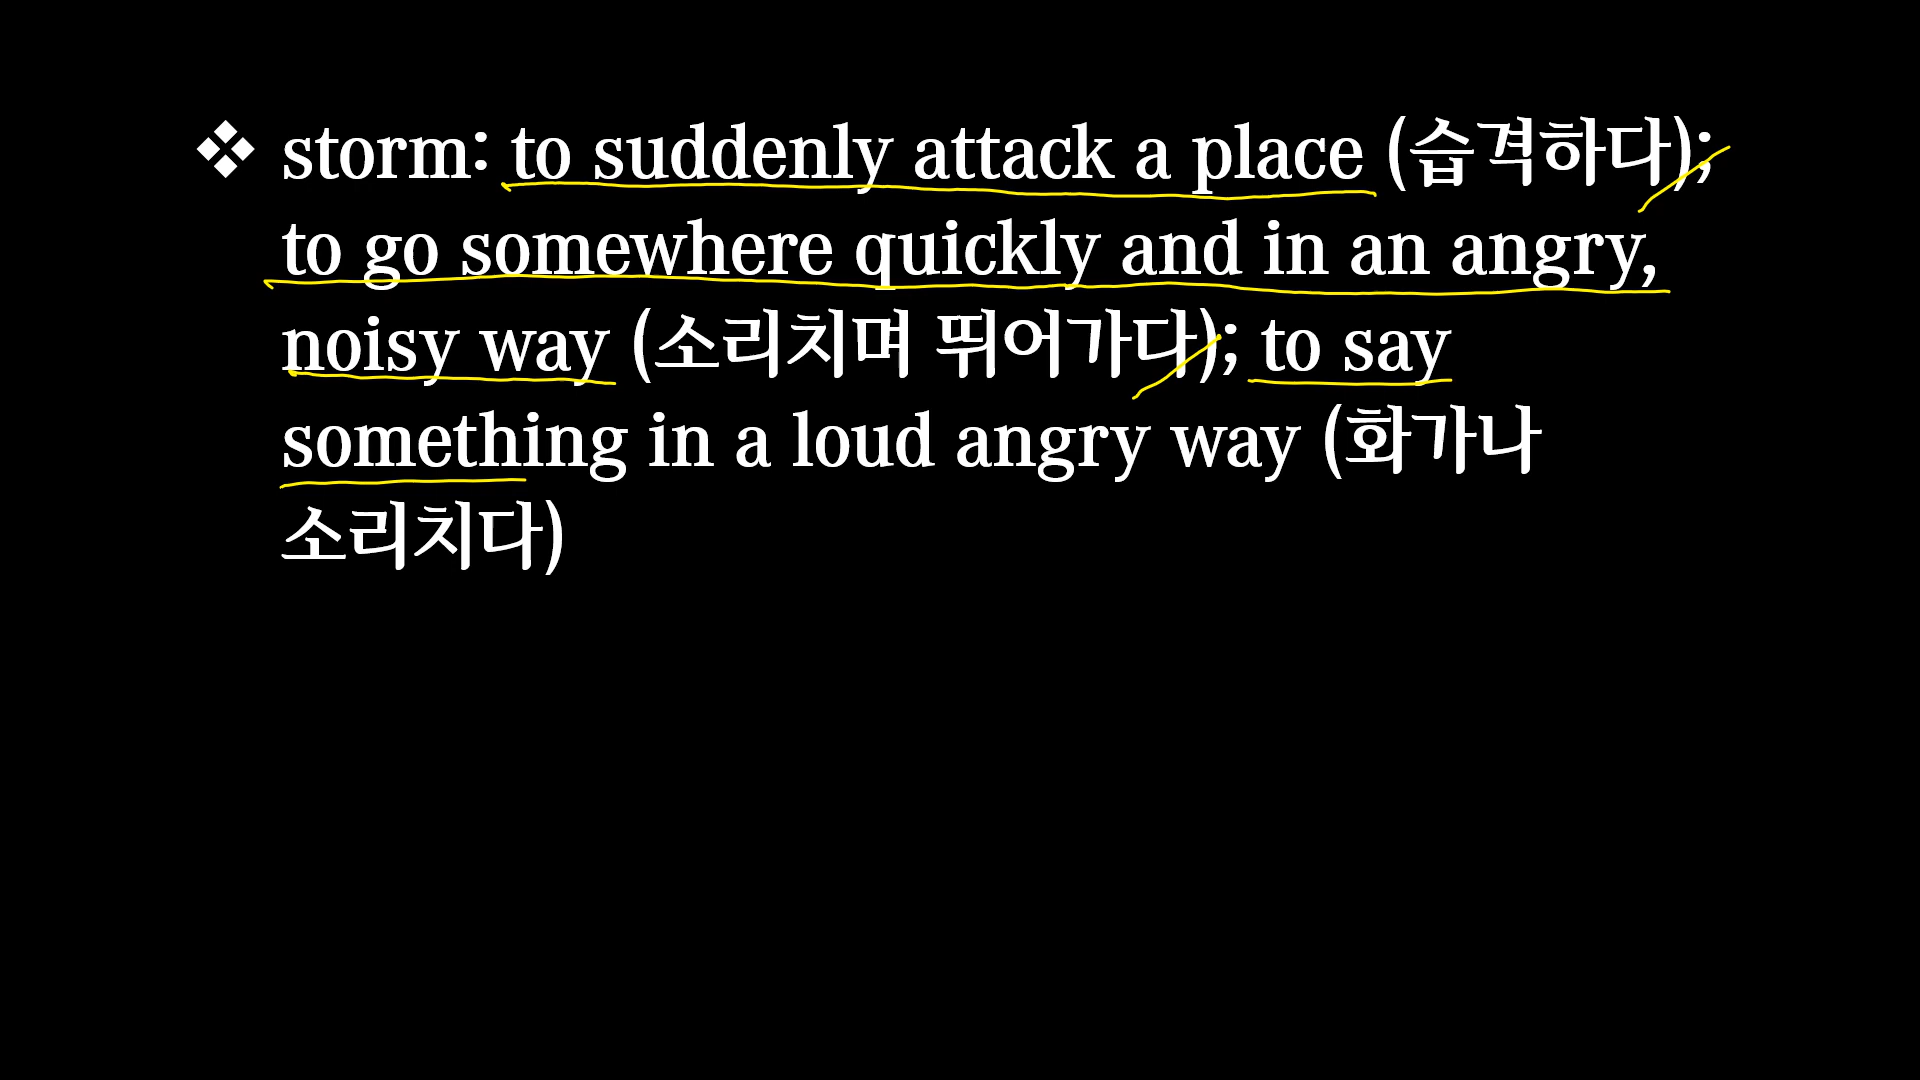 ❖ storm: to suddenly attack a place (습격하다);
to go somewhere quickly and in an angry,
noisy way (소리치며 뛰어가다); to say
something in a loud angry way (화가나
소리치다)